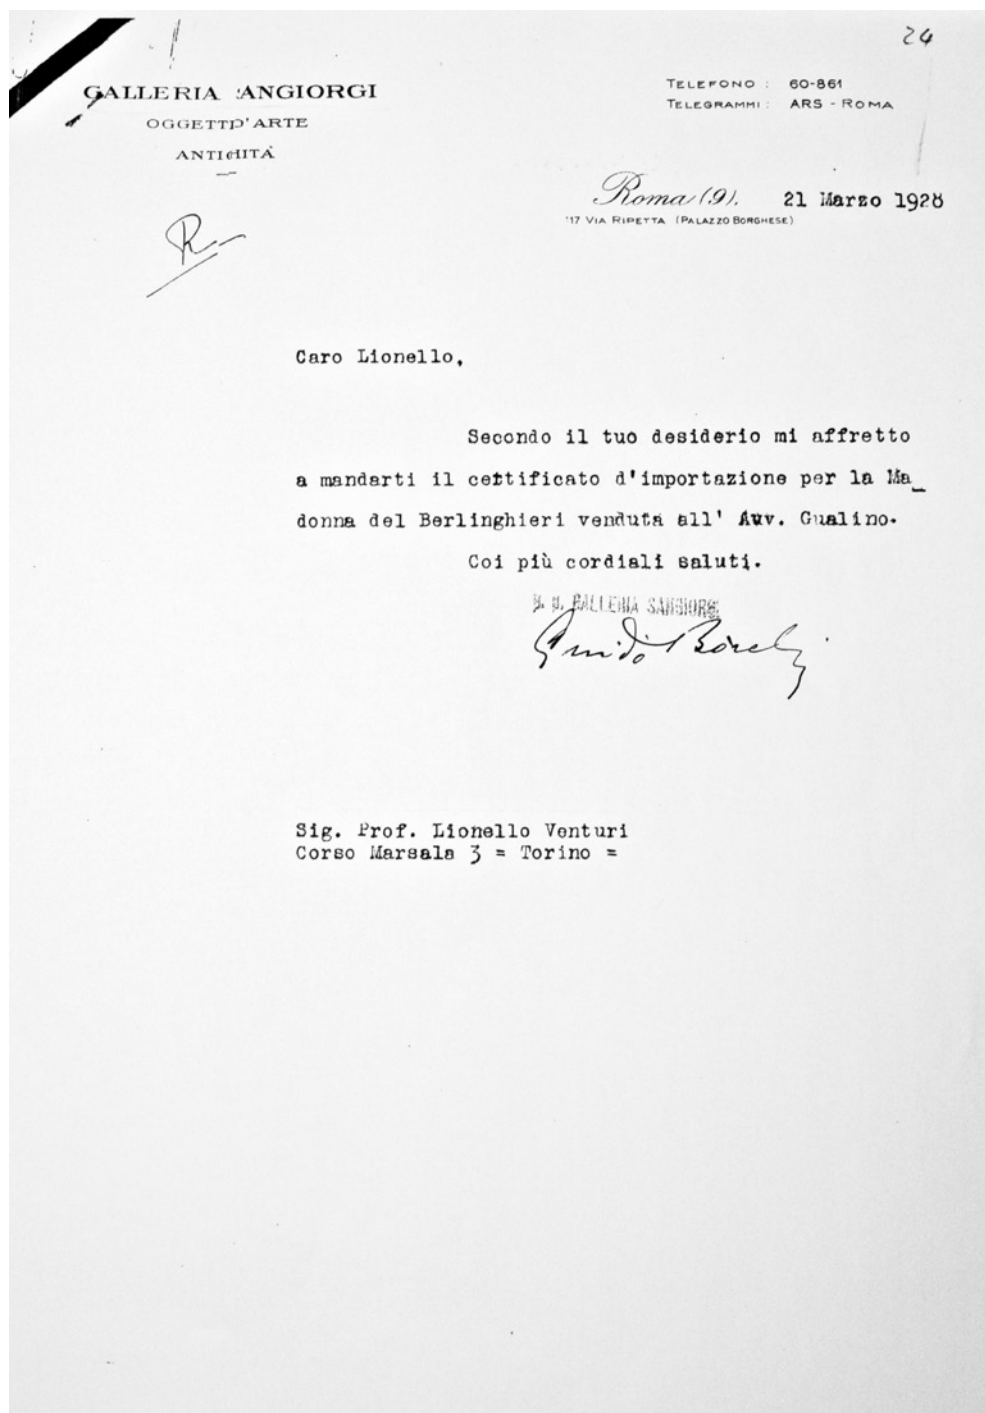 24
GALLERIA SANGIORGI
OGGETTI D'ARTE
ANTICHITÀ
TELEFONO : 60-861
TELEGRAMMI : ARS - ROMA
Roma (9). 21 Marzo 1928
117 VIA RIPETTA (PALAZZO BORGHESE)
R.
Caro Lionello,
Secondo il tuo desiderio mi affretto
a mandarti il cettificato d'importazione per la Ma_
donna del Berlinghieri venduta all' Avv. Gualino.
Coi più cordiali saluti.
GALLERIA SANGIORGI
Guido
Sig. Prof. Lionello Venturi
Corso Marsala 3 = Torino =